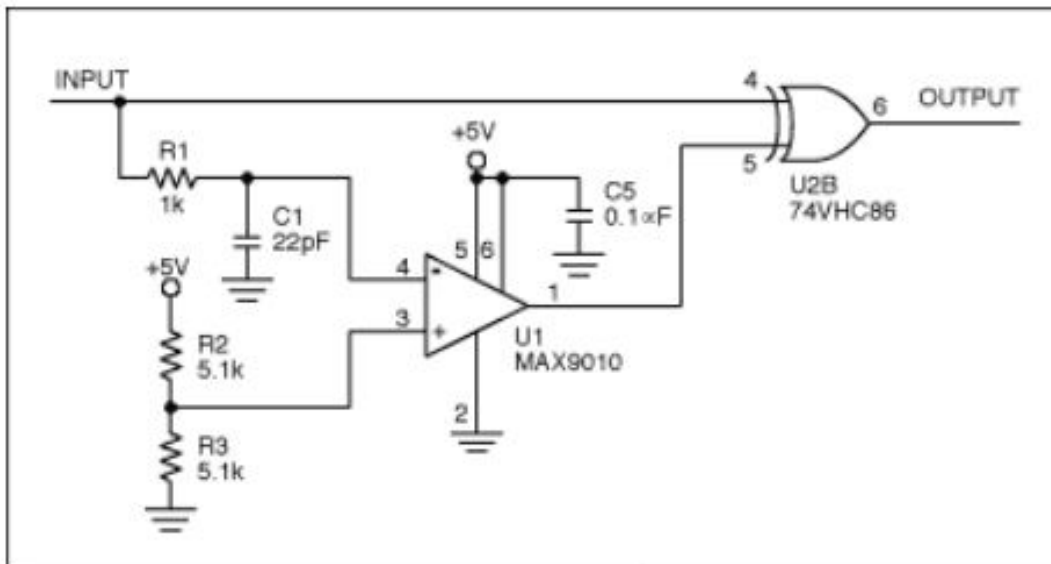 INPUT
R1
1k
C1
22pF
+5V
R2
5.1k
R3
5.1k
+5V
C5
0.1∝F
4
3
5
6
2
1
U1
MAX9010
4
5
6
U2B
74VHC86
OUTPUT
-
+